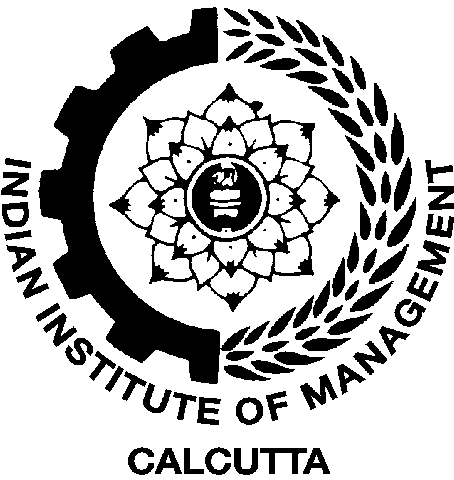 INDIAN INSTITUTE OF MANAGEMENT
CALCUTTA